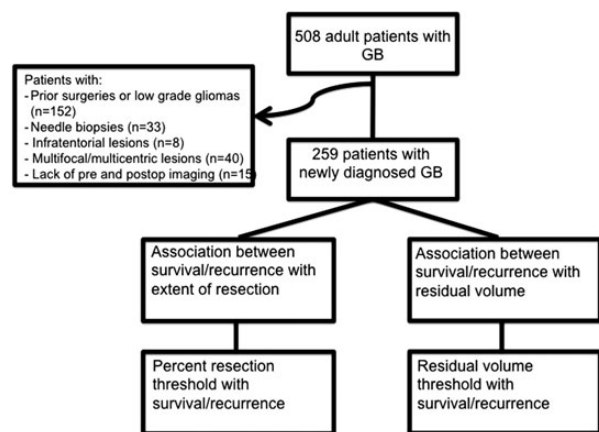 508 adult patients with
GB
Patients with:
-Prior surgeries or low grade gliomas
(n=152)
-Needle biopsies (n=33)
-Infratentorial lesions (n=8)
-Multifocal/multicentric lesions (n=40)
-Lack of pre and postop imaging (n=15)
259 patients with
newly diagnosed GB
Association between
survival/recurrence with
extent of resection
Association between
survival/recurrence with
residual volume
Percent resection
threshold with
survival/recurrence
Residual volume
threshold with
survival/recurrence